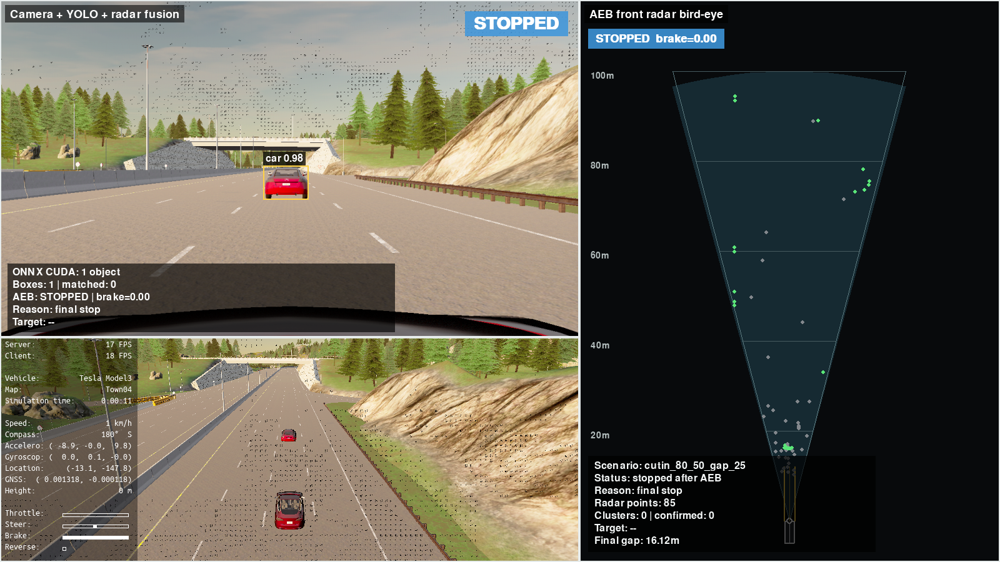 Camera + YOLO + radar fusion
STOPPED
car 0.98
ONNX CUDA: 1 object
Boxes: 1 | matched: 0
AEB: STOPPED | brake=0.00
Reason: final stop
Target: --
Server: 17 FPS
Client: 18 FPS
Vehicle: Tesla Model3
Map: Town04
Simulation time: 0:00:11
Speed: 1 km/h
Compass: 180° S
Accelero: ( -8.9, -0.0, 9.8)
Gyroscop: ( 0.0, 0.1, -0.0)
Location: (-13.1, -147.8)
GNSS: ( 0.001318, -0.000118)
Height: 0 m
Throttle:
Steer:
Brake:
Reverse:
AEB front radar bird-eye
STOPPED brake=0.00
100m
80m
60m
40m
20m
Scenario: cutin_80_50_gap_25
Status: stopped after AEB
Reason: final stop
Radar points: 85
Clusters: 0 | confirmed: 0
Target: --
Final gap: 16.12m